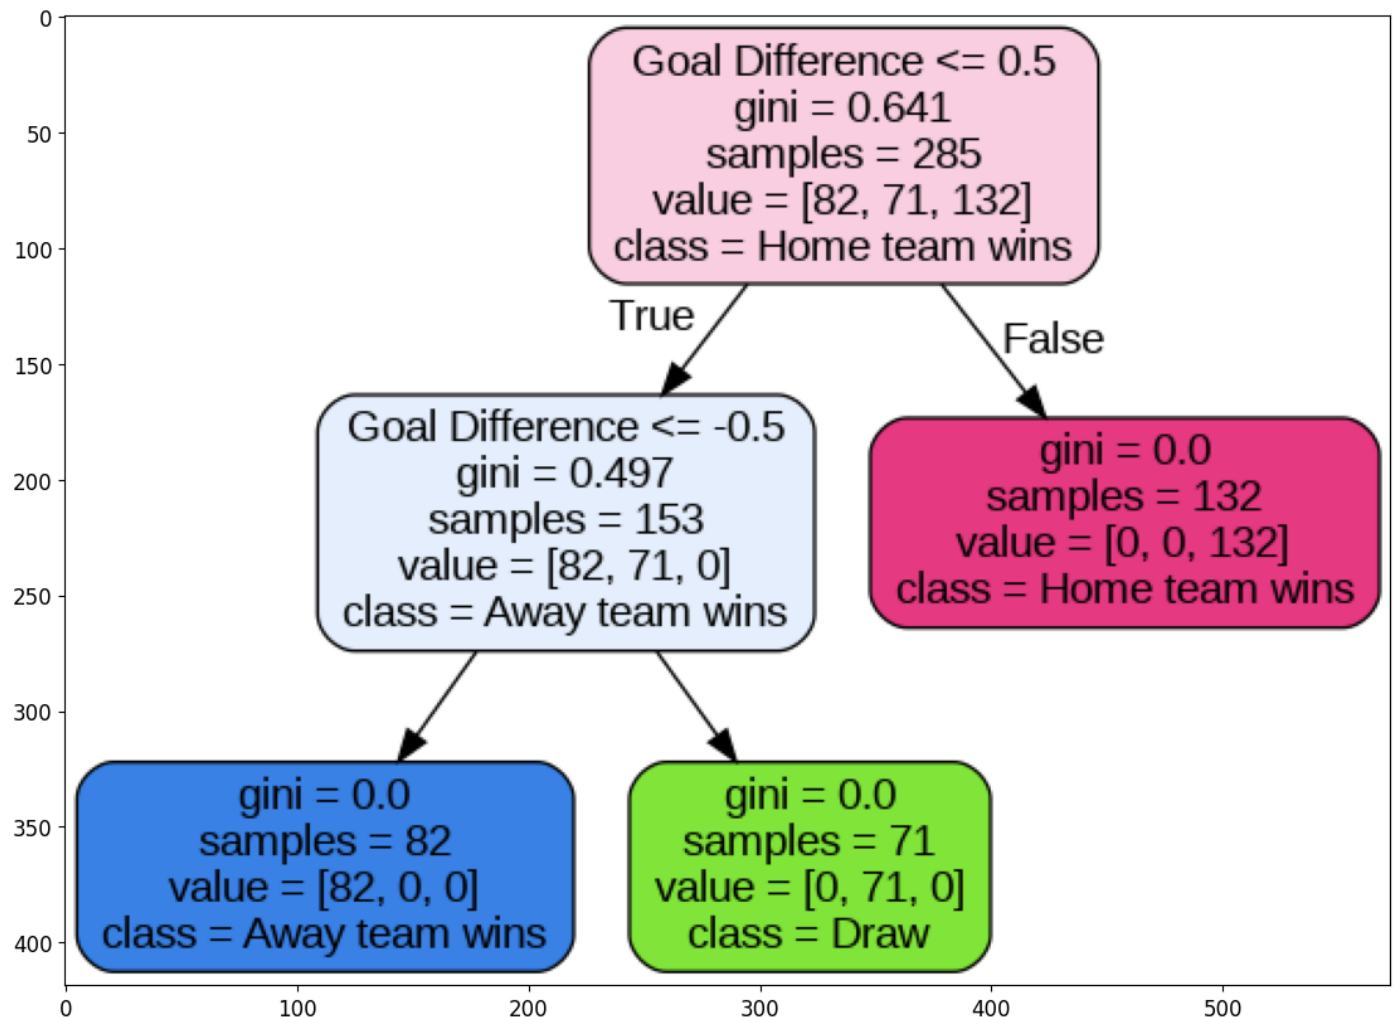 Goal Difference <= 0.5
gini = 0.641
samples = 285
value = [82, 71, 132]
class = Home team wins
True
False
Goal Difference <= -0.5
gini = 0.497
samples = 153
value = [82, 71, 0]
class = Away team wins
gini = 0.0
samples = 132
value = [0, 0, 132]
class = Home team wins
gini = 0.0
samples = 82
value = [82, 0, 0]
class = Away team wins
gini = 0.0
samples = 71
value = [0, 71, 0]
class = Draw
0
50
100
150
200
250
300
350
400
0
100
200
300
400
500